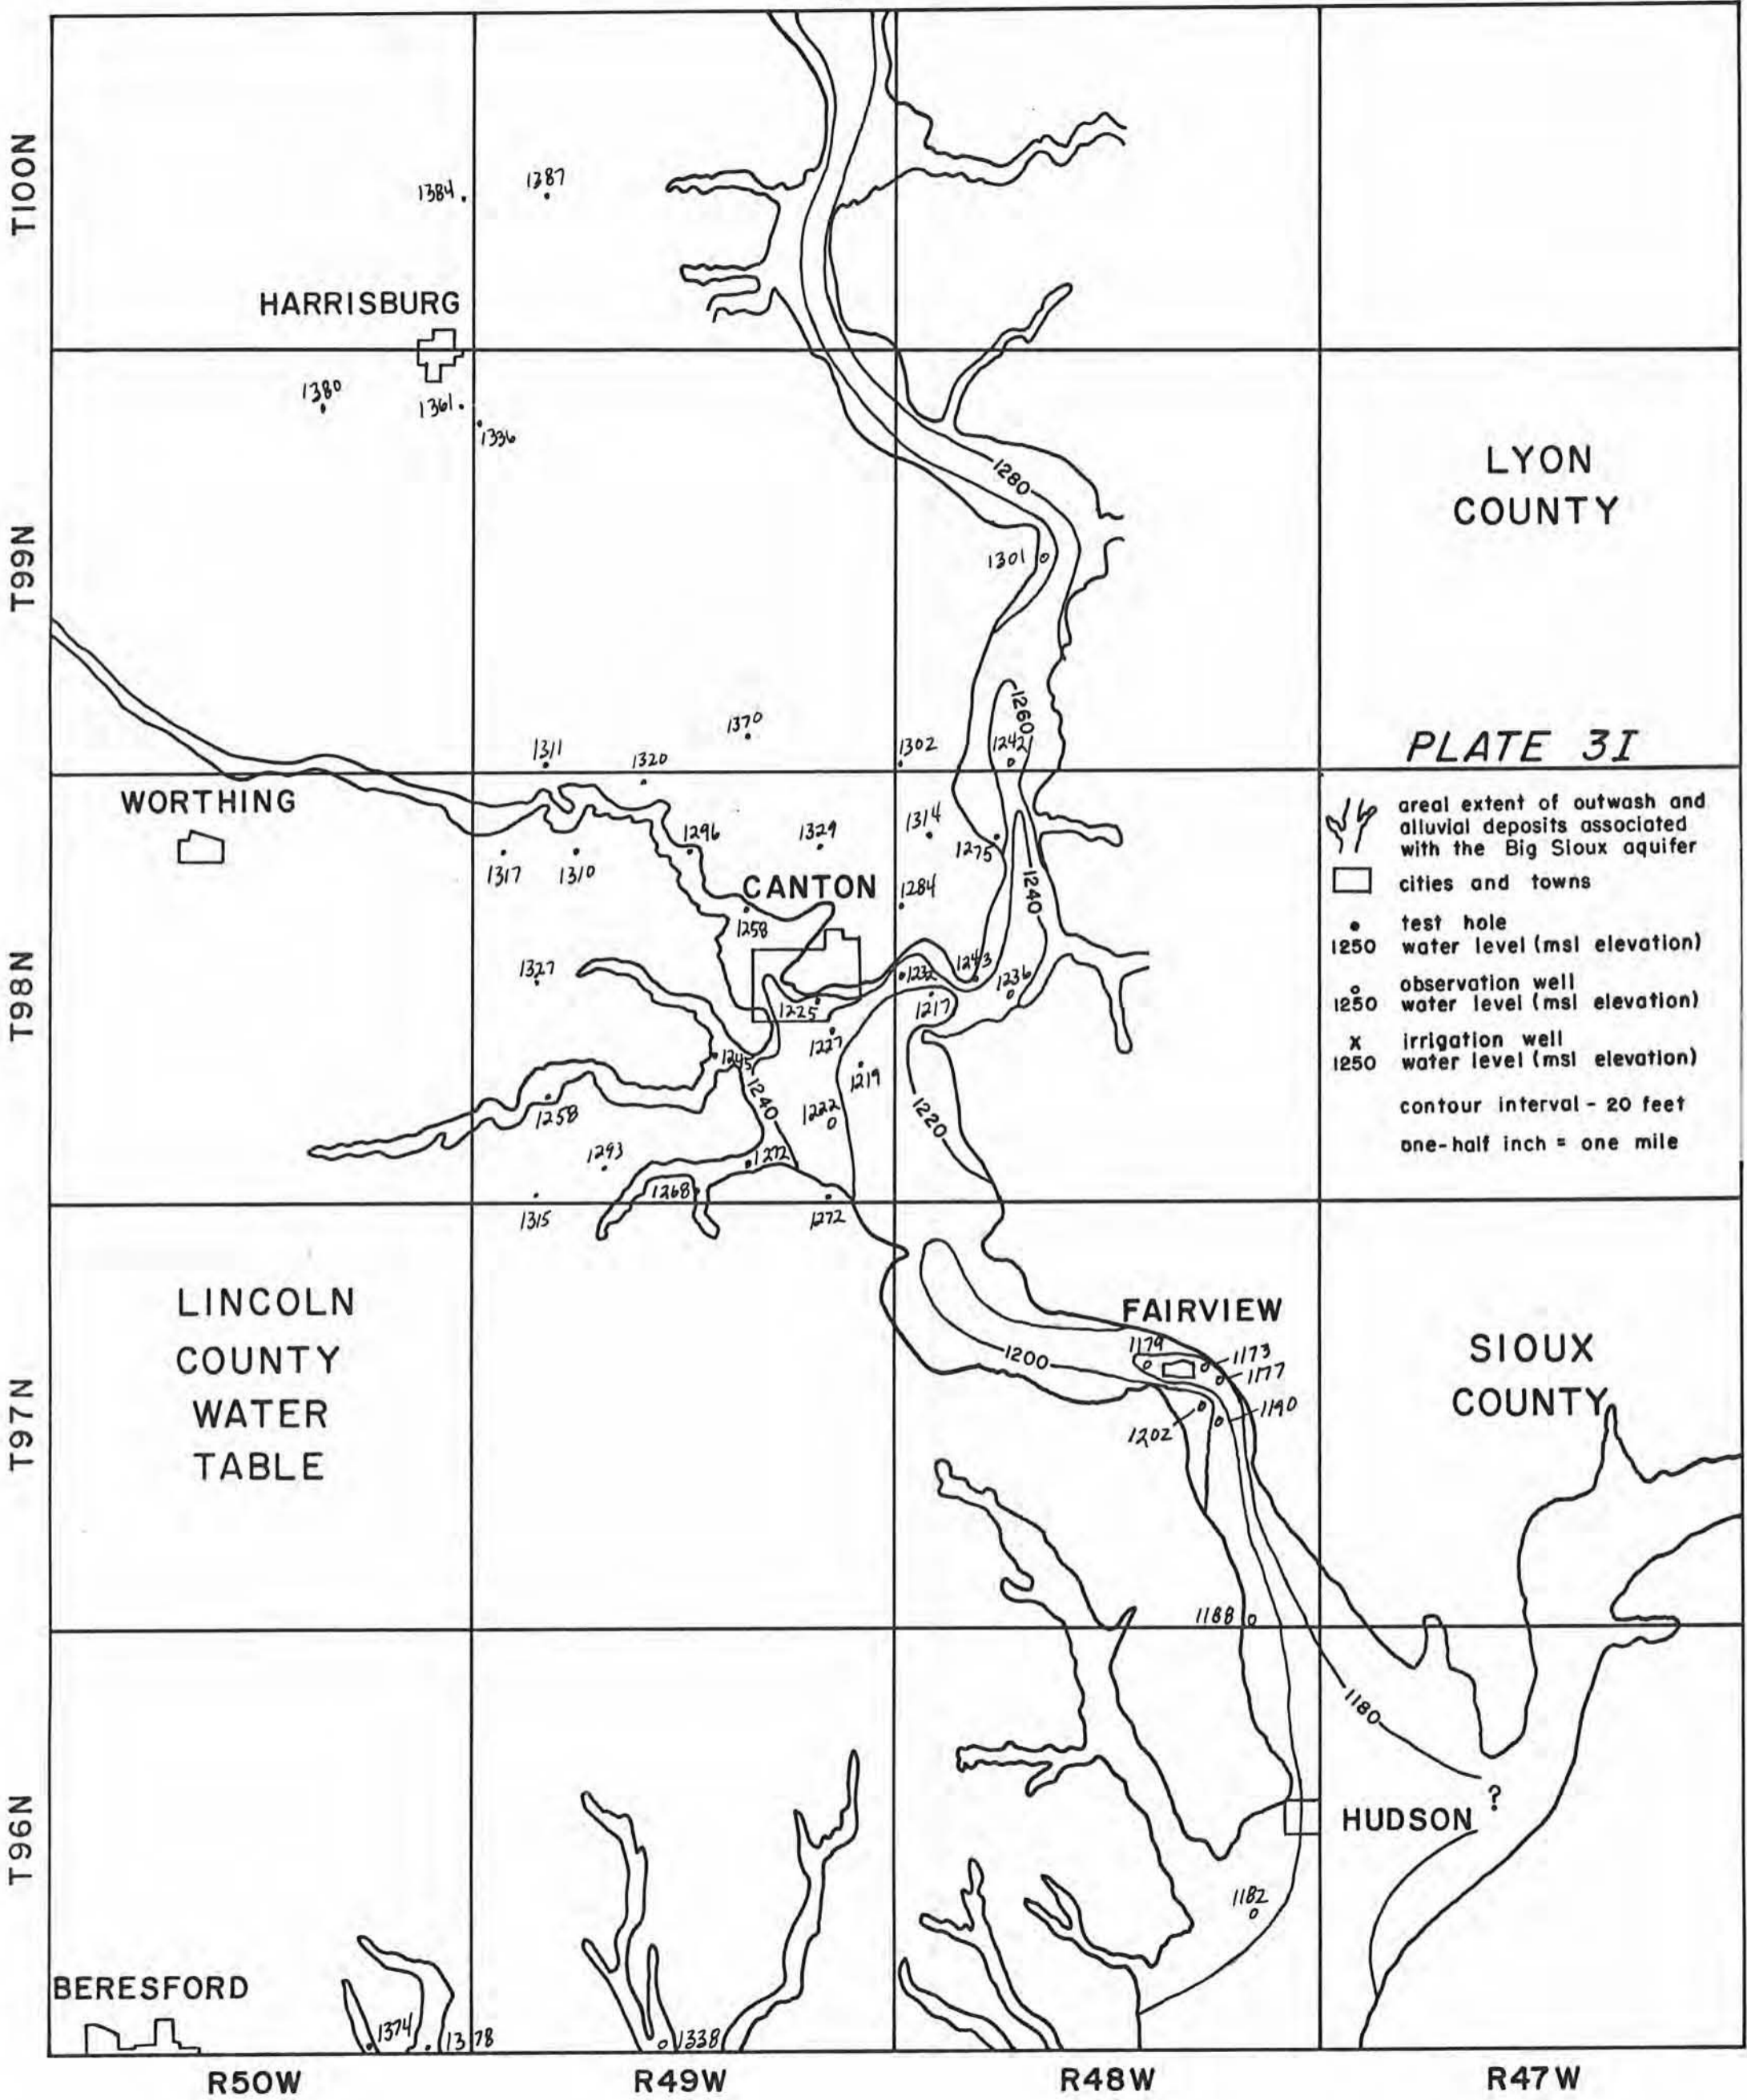 T100N
1384
1387
HARRISBURG
1380
1361
1336
LYON
COUNTY
1280
T99N
1301
1260
1370
1311
1302
1242
1320
PLATE 3I
WORTHING
areal extent of outwash and
alluvial deposits associated
with the Big Sioux aquifer
1296
1329
1314
1275
1317
1310
CANTON
1284
1240
cities and towns
1258
test hole
1250 water level (msl elevation)
T98N
1327
1232
1243
1236
observation well
1250 water level (msl elevation)
1225
1217
1227
x irrigation well
1250 water level (msl elevation)
1245
1219
1240
1258
1222
1220
contour interval - 20 feet
one-half inch = one mile
1293
1272
1268
1315
1272
LINCOLN
COUNTY
WATER
TABLE
FAIRVIEW
1179
1173
1177
1200
1190
1202
SIOUX
COUNTY
T97N
1188
1180
?
HUDSON
T96N
1182
BERESFORD
1374
1378
1338
R50W
R49W
R48W
R47W